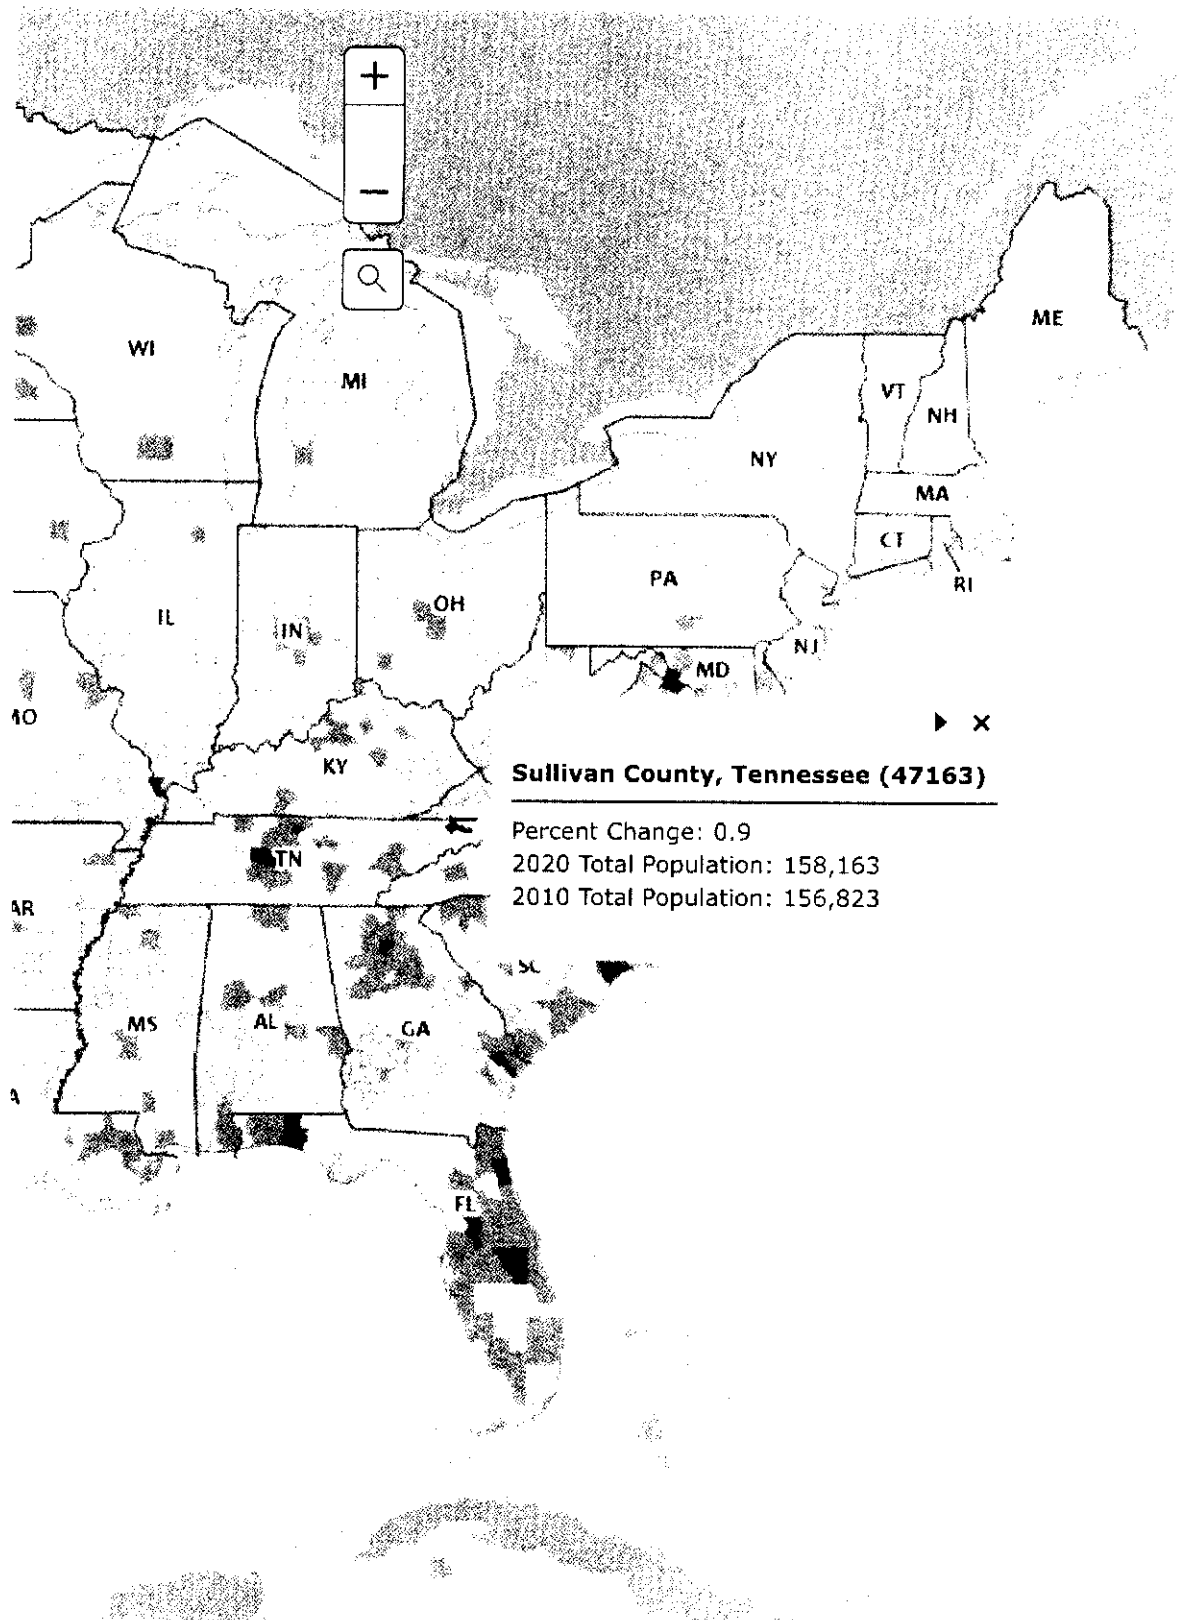 +
−
ME
WI
MI
VT
NH
NY
MA
CT
RI
PA
IL
IN
OH
NJ
MD
KY
Sullivan County, Tennessee (47163)
Percent Change: 0.9
2020 Total Population: 158,163
2010 Total Population: 156,823
TN
AR
SC
MS
AL
GA
FL